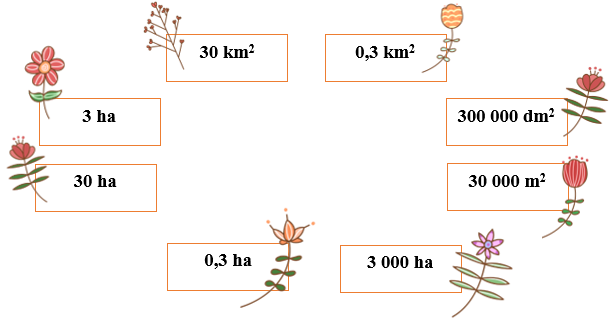 30 km²
0,3 km²
3 ha
300 000 dm²
30 ha
30 000 m²
0,3 ha
3 000 ha